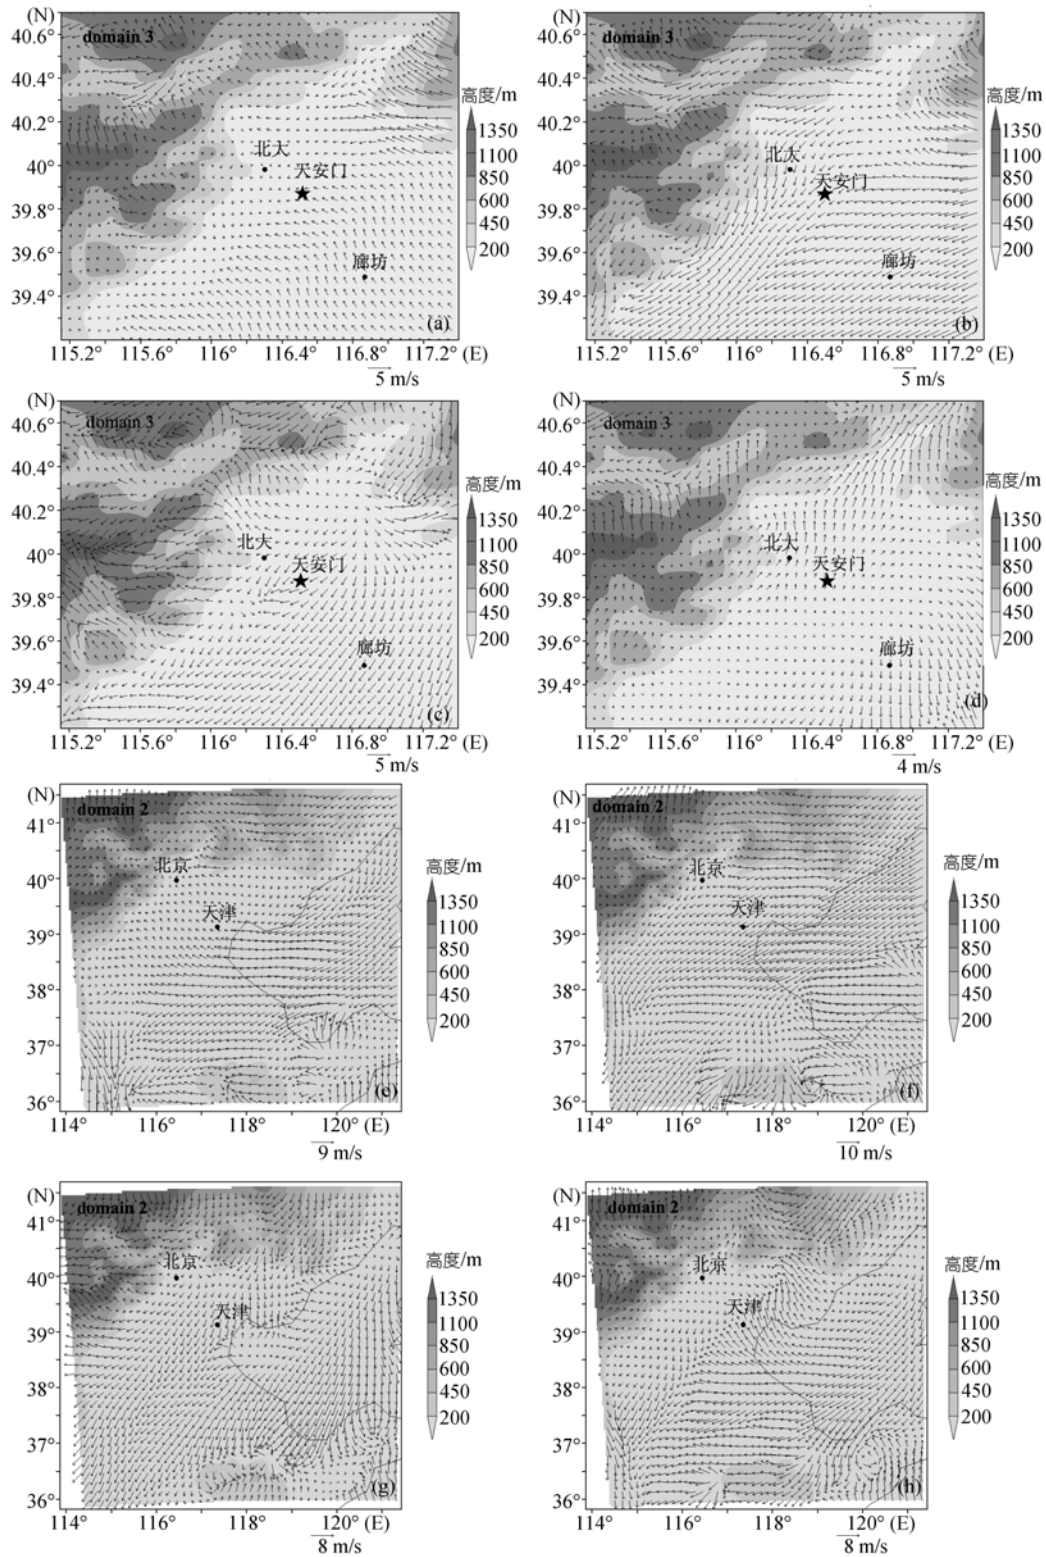 (N)
40.6°
40.4°
40.2°
40°
39.8°
39.6°
39.4°
domain 3
北大
天安门
廊坊
(a)
115.2° 115.6° 116° 116.4° 116.8° 117.2° (E)
5 m/s
高度/m
1350
1100
850
600
450
200
(N)
40.6°
40.4°
40.2°
40°
39.8°
39.6°
39.4°
domain 3
北大
天安门
廊坊
(b)
115.2° 115.6° 116° 116.4° 116.8° 117.2° (E)
5 m/s
高度/m
1350
1100
850
600
450
200
(N)
40.6°
40.4°
40.2°
40°
39.8°
39.6°
39.4°
domain 3
北大
天安门
廊坊
(c)
115.2° 115.6° 116° 116.4° 116.8° 117.2° (E)
5 m/s
高度/m
1350
1100
850
600
450
200
(N)
40.6°
40.4°
40.2°
40°
39.8°
39.6°
39.4°
domain 3
北大
天安门
廊坊
(d)
115.2° 115.6° 116° 116.4° 116.8° 117.2° (E)
4 m/s
高度/m
1350
1100
850
600
450
200
(N)
41°
40°
39°
38°
37°
36°
domain 2
北京
天津
(e)
114° 116° 118° 120° (E)
9 m/s
高度/m
1350
1100
850
600
450
200
(N)
41°
40°
39°
38°
37°
36°
domain 2
北京
天津
(f)
114° 116° 118° 120° (E)
10 m/s
高度/m
1350
1100
850
600
450
200
(N)
41°
40°
39°
38°
37°
36°
domain 2
北京
天津
(g)
114° 116° 118° 120° (E)
8 m/s
高度/m
1350
1100
850
600
450
200
(N)
41°
40°
39°
38°
37°
36°
domain 2
北京
天津
(h)
114° 116° 118° 120° (E)
8 m/s
高度/m
1350
1100
850
600
450
200